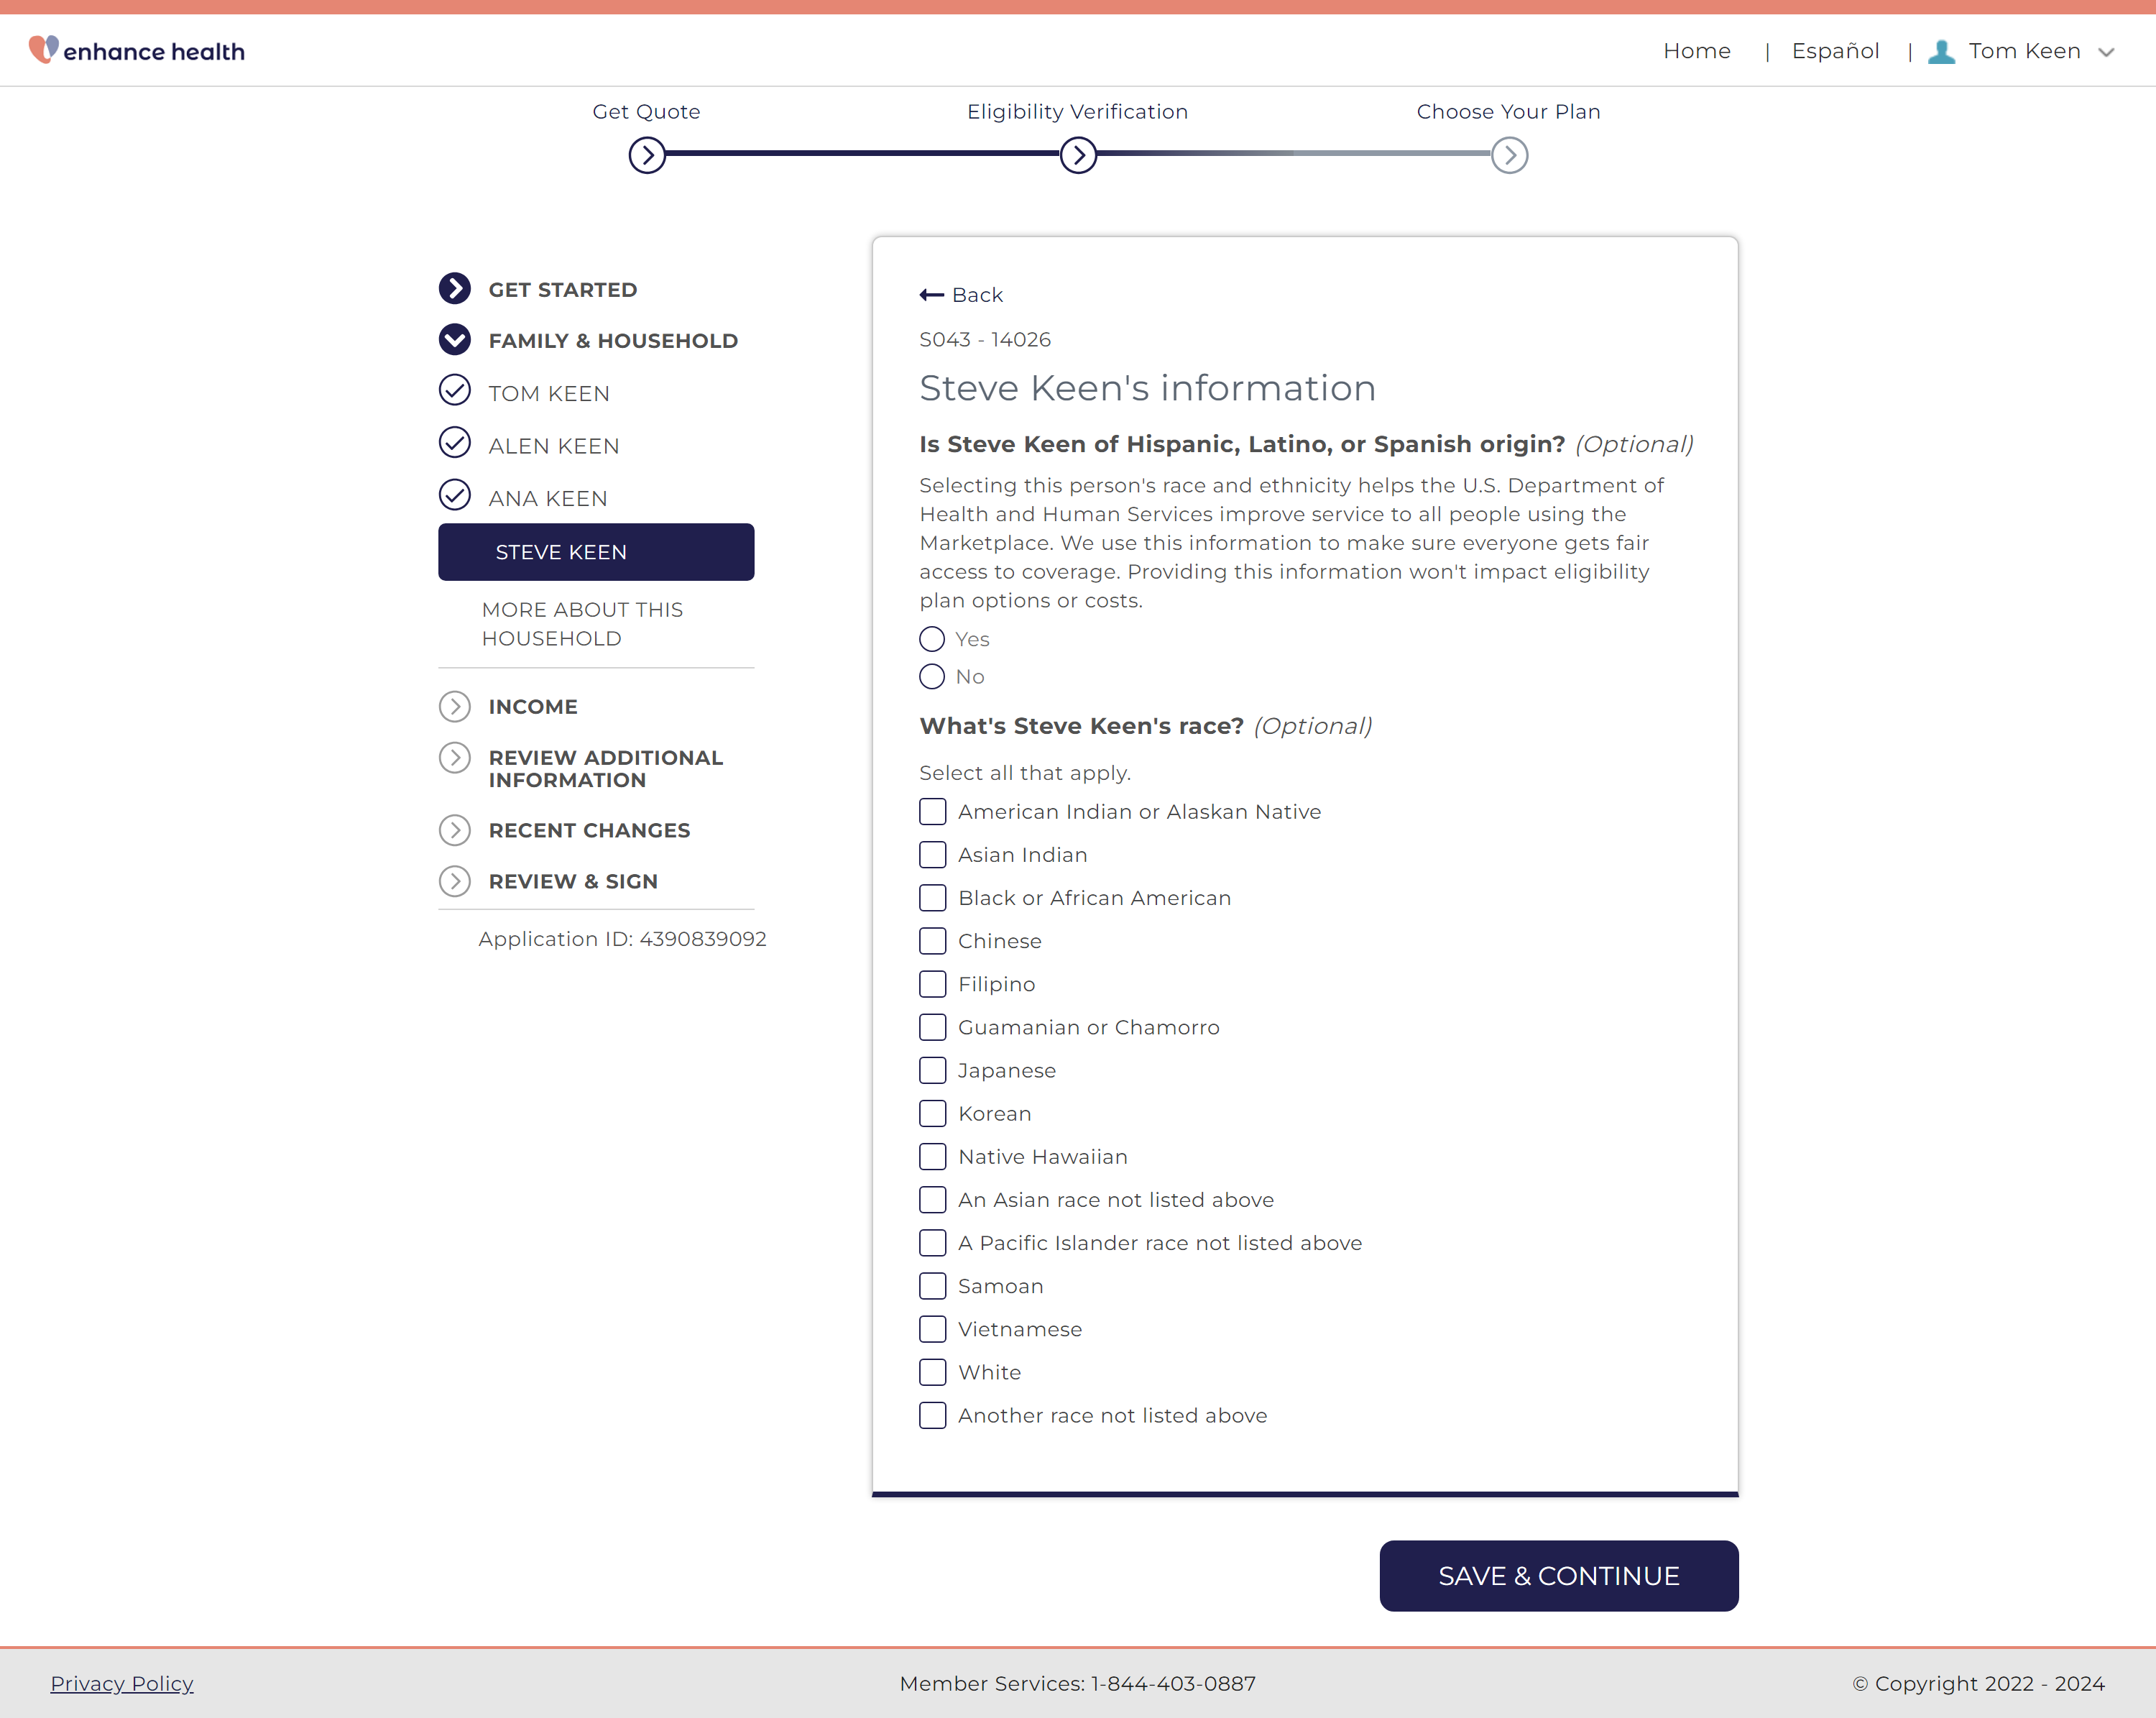 enhance health
Home | Español | Tom Keen
Get Quote
Eligibility Verification
Choose Your Plan
GET STARTED
FAMILY & HOUSEHOLD
TOM KEEN
ALEN KEEN
ANA KEEN
STEVE KEEN
MORE ABOUT THIS
HOUSEHOLD
INCOME
REVIEW ADDITIONAL
INFORMATION
RECENT CHANGES
REVIEW & SIGN
Application ID: 4390839092
Back
S043 - 14026
Steve Keen's information
Is Steve Keen of Hispanic, Latino, or Spanish origin? (Optional)
Selecting this person's race and ethnicity helps the U.S. Department of
Health and Human Services improve service to all people using the
Marketplace. We use this information to make sure everyone gets fair
access to coverage. Providing this information won't impact eligibility
plan options or costs.
Yes
No
What's Steve Keen's race? (Optional)
Select all that apply.
American Indian or Alaskan Native
Asian Indian
Black or African American
Chinese
Filipino
Guamanian or Chamorro
Japanese
Korean
Native Hawaiian
An Asian race not listed above
A Pacific Islander race not listed above
Samoan
Vietnamese
White
Another race not listed above
SAVE & CONTINUE
Privacy Policy
Member Services: 1-844-403-0887
© Copyright 2022 - 2024